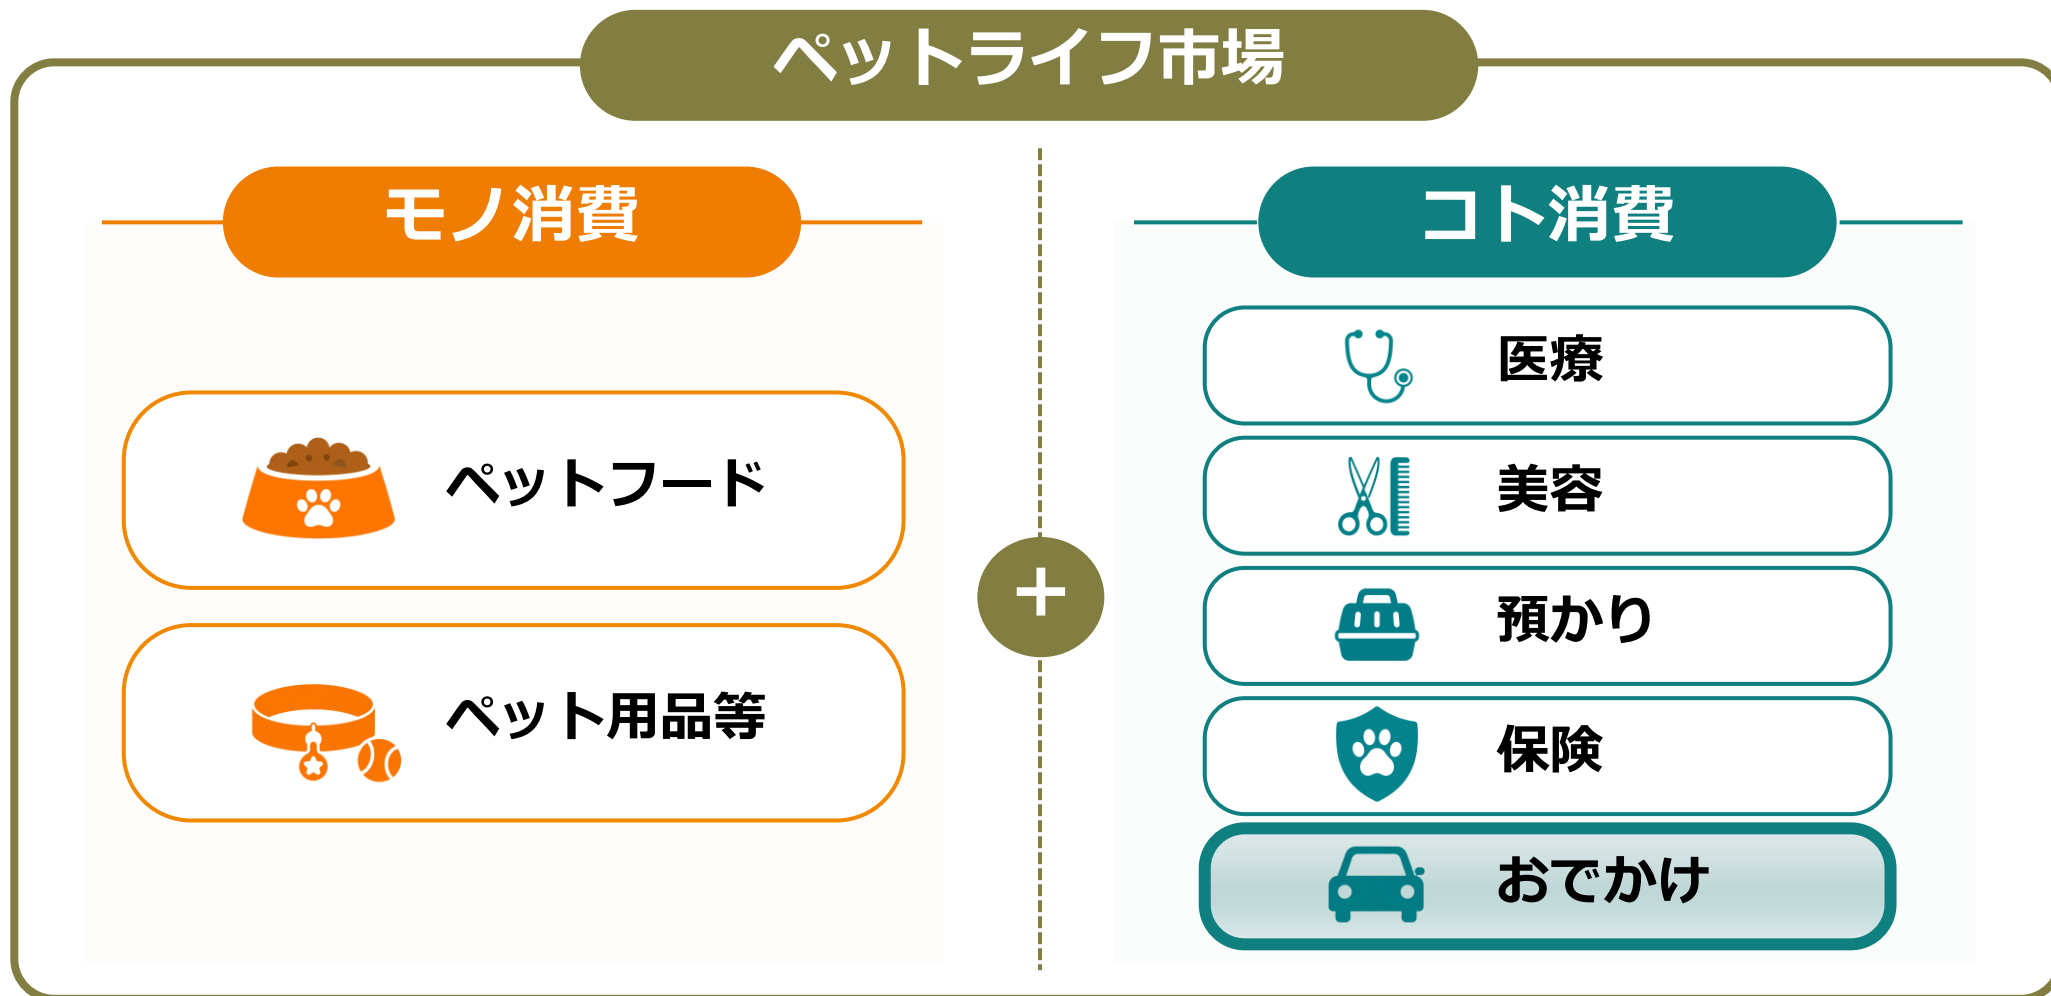 ペットライフ市場
モノ消費
ペットフード
ペット用品等
+
コト消費
医療
美容
預かり
保険
おでかけ